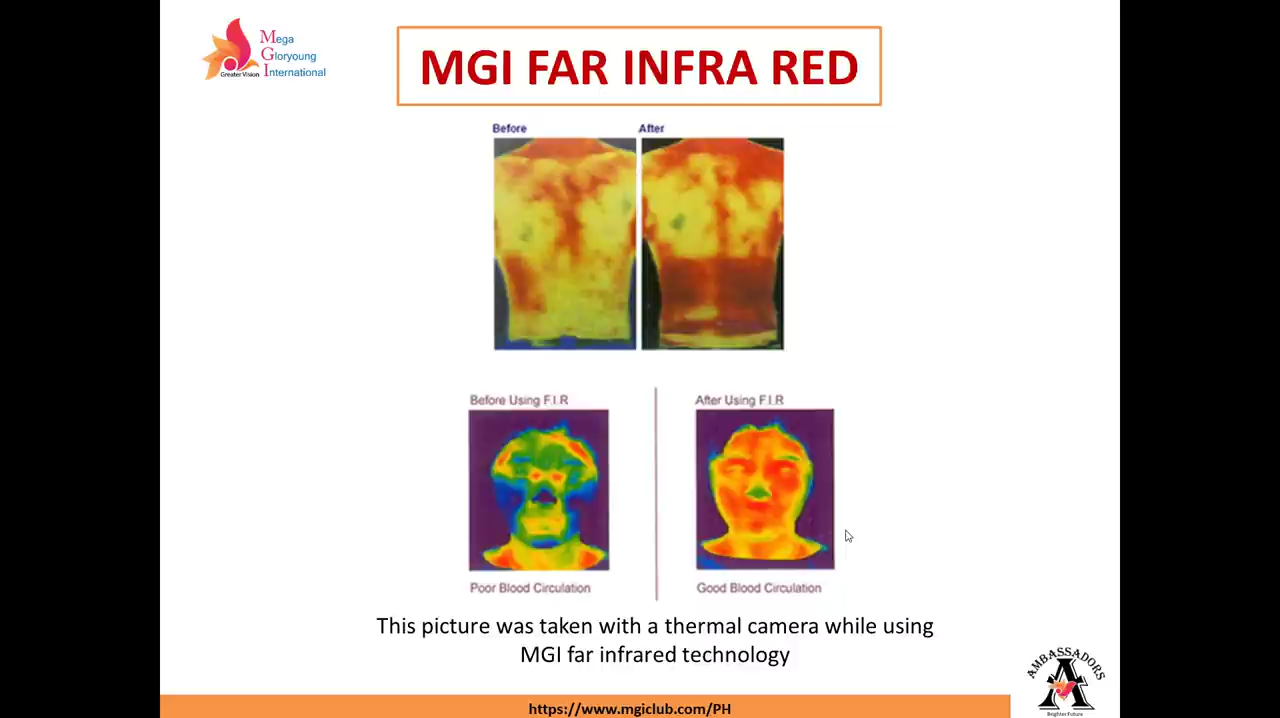 Mega
Gloryoung
International
Greater Vision
MGI FAR INFRA RED
Before
After
Before Using F.I.R
After Using F.I.R
Poor Blood Circulation
Good Blood Circulation
This picture was taken with a thermal camera while using
MGI far infrared technology
AMBASSADORS
A
Brighter Future
https://www.mgiclub.com/PH